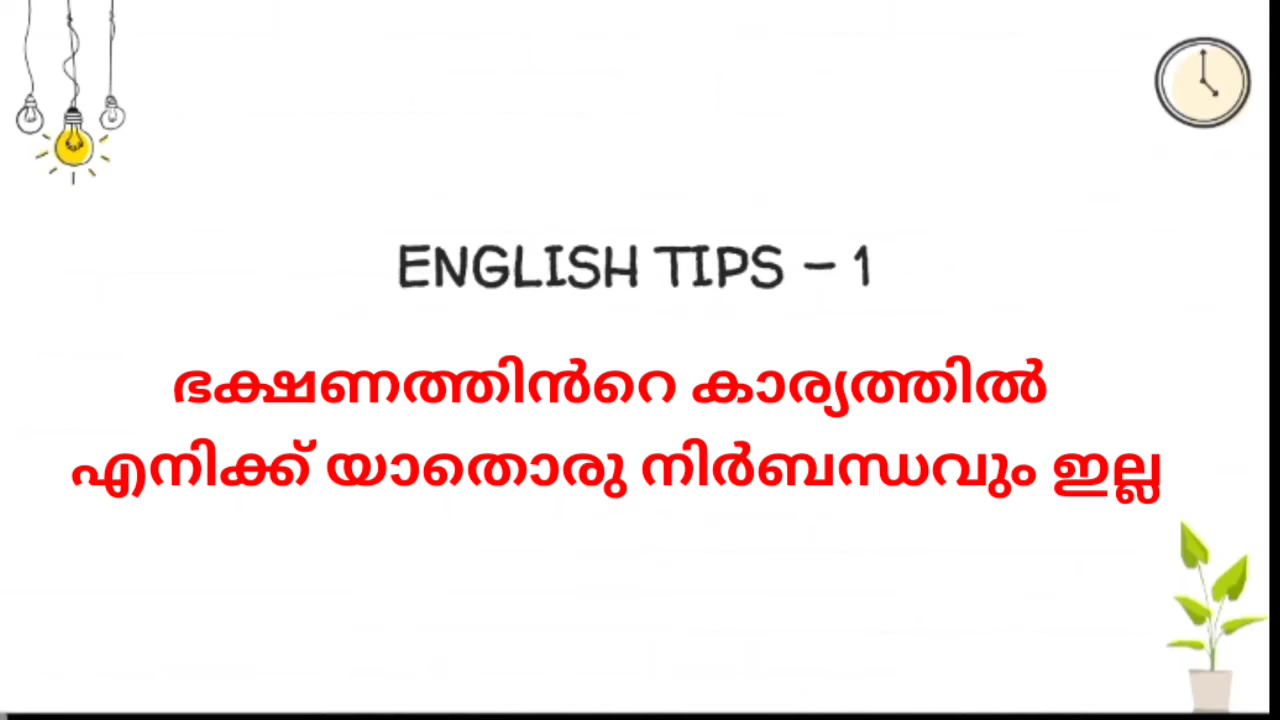 ENGLISH TIPS – 1
ഭക്ഷണത്തിൻറെ കാര്യത്തിൽ
എനിക്ക് യാതൊരു നിർബന്ധവും ഇല്ല